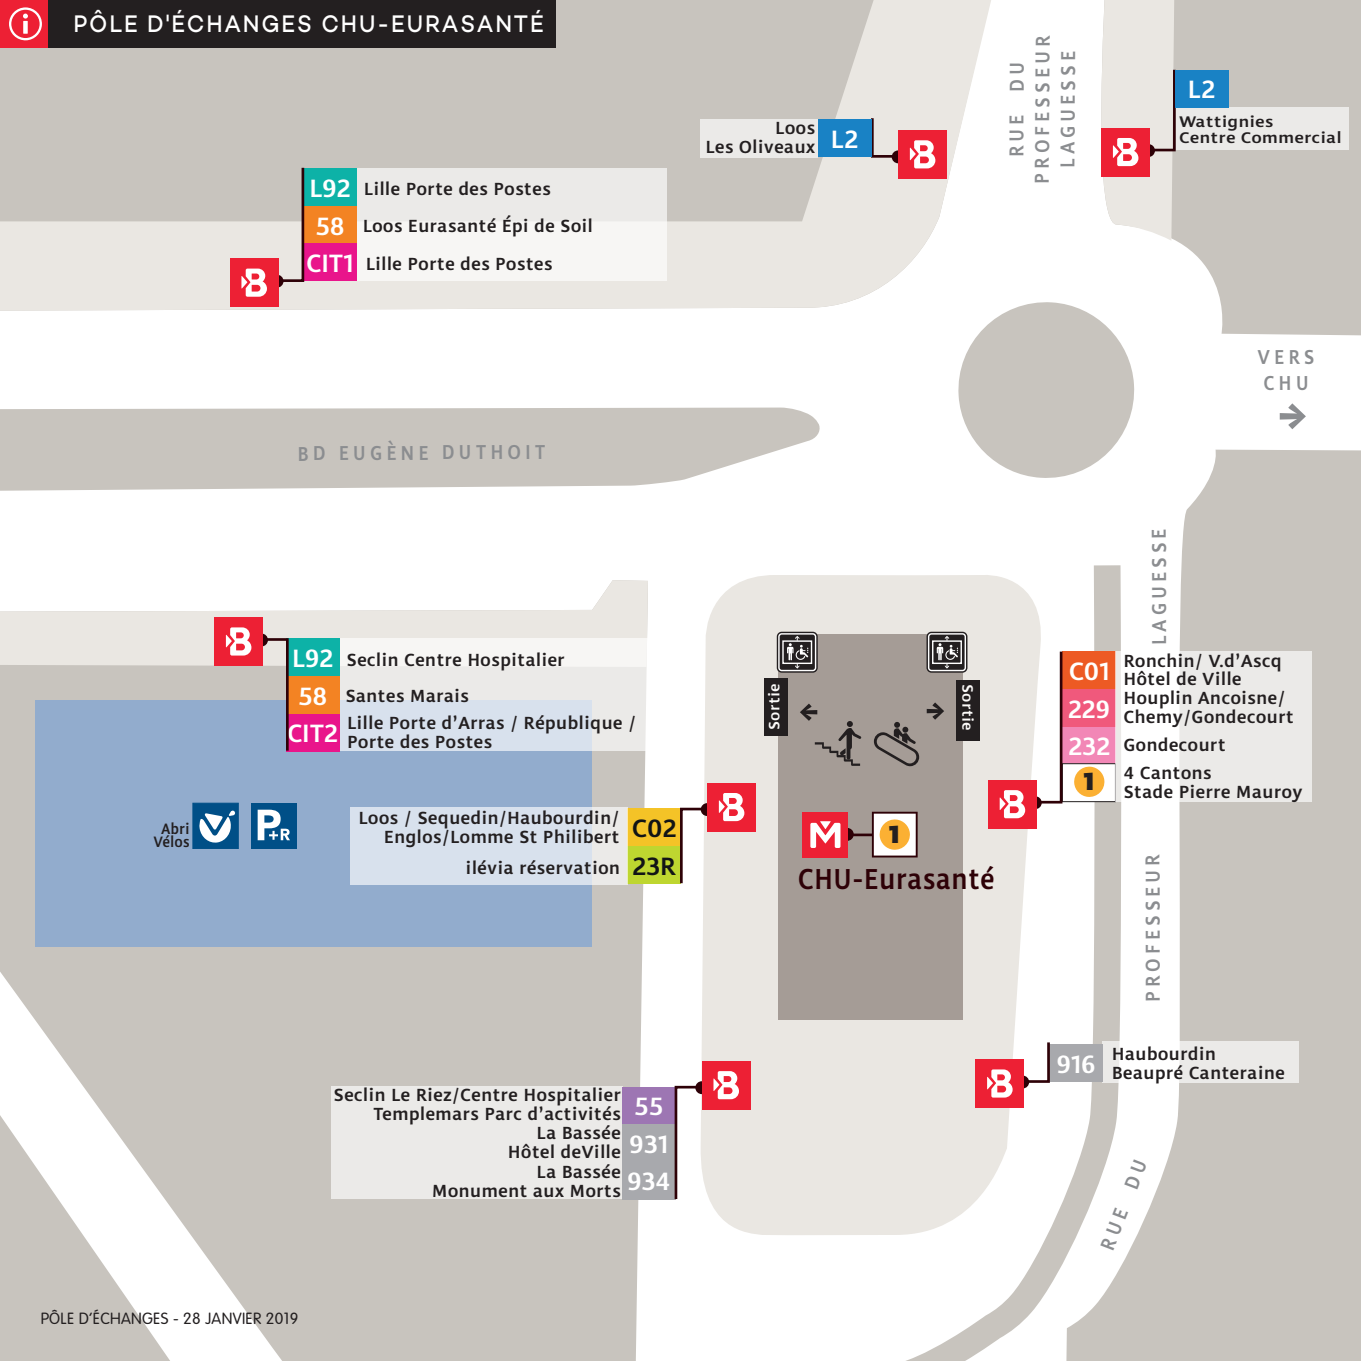 i PÔLE D'ÉCHANGES CHU-EURASANTÉ
RUE DU
PROFESSEUR
LAGUESSE
L2
Wattignies
Centre Commercial
B
Loos
Les Oliveaux
L2
B
L92 Lille Porte des Postes
58 Loos Eurasanté Épi de Soil
CIT1 Lille Porte des Postes
B
VERS
CHU
BD EUGÈNE DUTHOIT
B
L92 Seclin Centre Hospitalier
58 Santes Marais
CIT2 Lille Porte d’Arras / République /
Porte des Postes
Sortie
Sortie
LAGUESSE
C01 Ronchin/ V.d’Ascq
Hôtel de Ville
229 Houplin Ancoisne/
Chemy/Gondecourt
232 Gondecourt
1 4 Cantons
Stade Pierre Mauroy
B
B
Abri
Vélos
P+R
Loos / Sequedin/Haubourdin/
Englos/Lomme St Philibert C02
ilévia réservation 23R
M 1
CHU-Eurasanté
PROFESSEUR
B
916 Haubourdin
Beaupré Canteraine
B
Seclin Le Riez/Centre Hospitalier
Templemars Parc d’activités 55
La Bassée
Hôtel deVille 931
La Bassée
Monument aux Morts 934
RUE DU
PÔLE D’ÉCHANGES - 28 JANVIER 2019